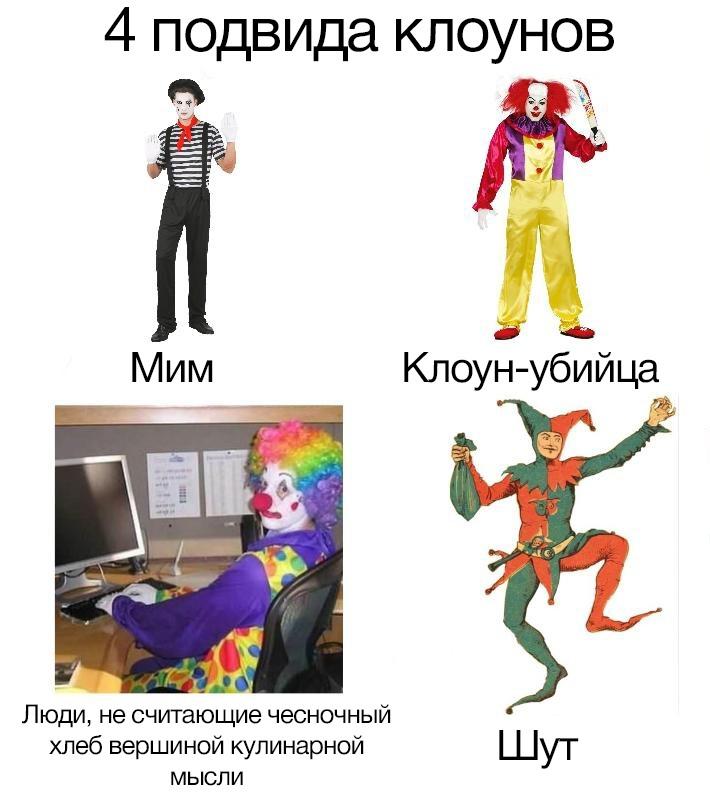 4 подвида клоунов
Мим
Клоун-убийца
Люди, не считающие чесночный
хлеб вершиной кулинарной
мысли
Шут